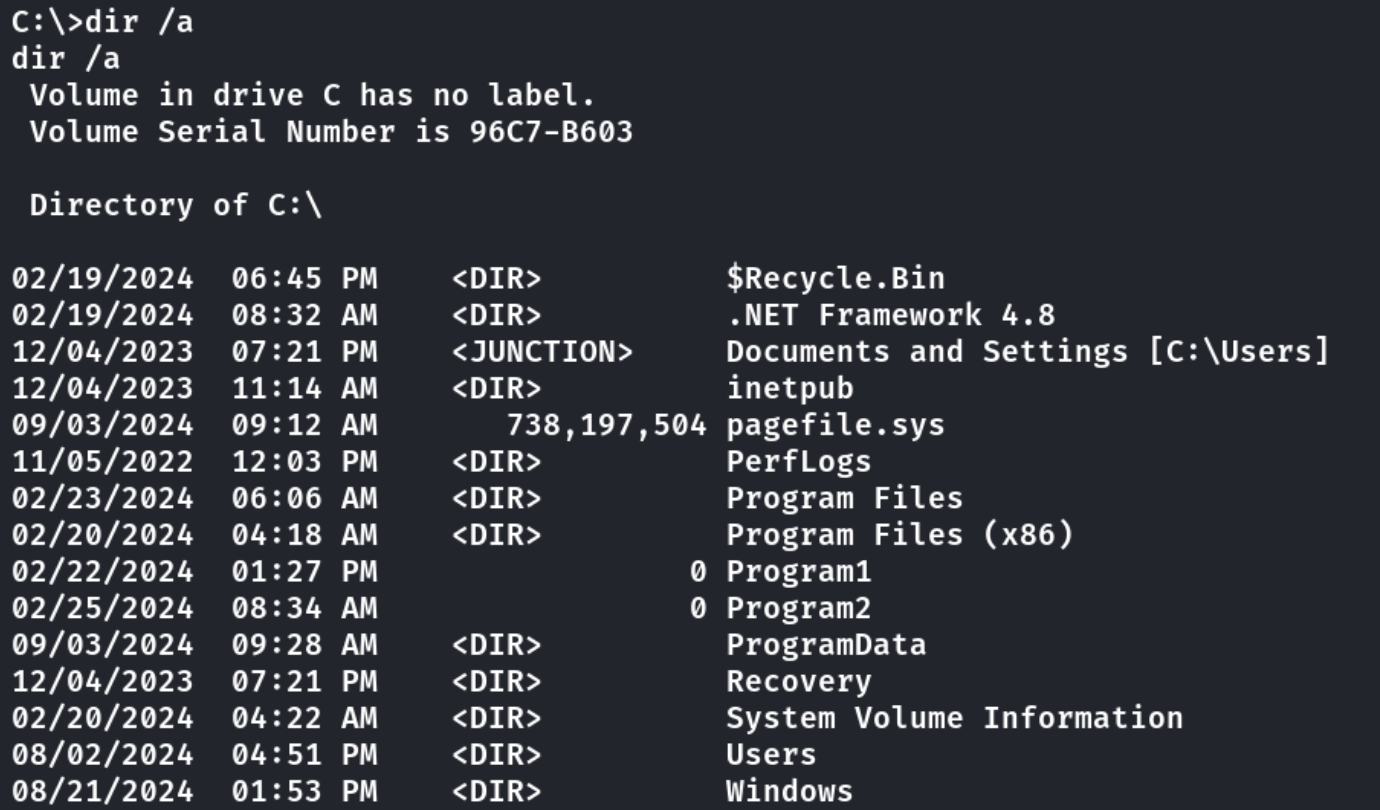 C:\>dir /a
dir /a
 Volume in drive C has no label.
 Volume Serial Number is 96C7-B603

 Directory of C:\

02/19/2024  06:45 PM    <DIR>          $Recycle.Bin
02/19/2024  08:32 AM    <DIR>          .NET Framework 4.8
12/04/2023  07:21 PM    <JUNCTION>     Documents and Settings [C:\Users]
12/04/2023  11:14 AM    <DIR>          inetpub
09/03/2024  09:12 AM       738,197,504 pagefile.sys
11/05/2022  12:03 PM    <DIR>          PerfLogs
02/23/2024  06:06 AM    <DIR>          Program Files
02/20/2024  04:18 AM    <DIR>          Program Files (x86)
02/22/2024  01:27 PM                 0 Program1
02/25/2024  08:34 AM                 0 Program2
09/03/2024  09:28 AM    <DIR>          ProgramData
12/04/2023  07:21 PM    <DIR>          Recovery
02/20/2024  04:22 AM    <DIR>          System Volume Information
08/02/2024  04:51 PM    <DIR>          Users
08/21/2024  01:53 PM    <DIR>          Windows